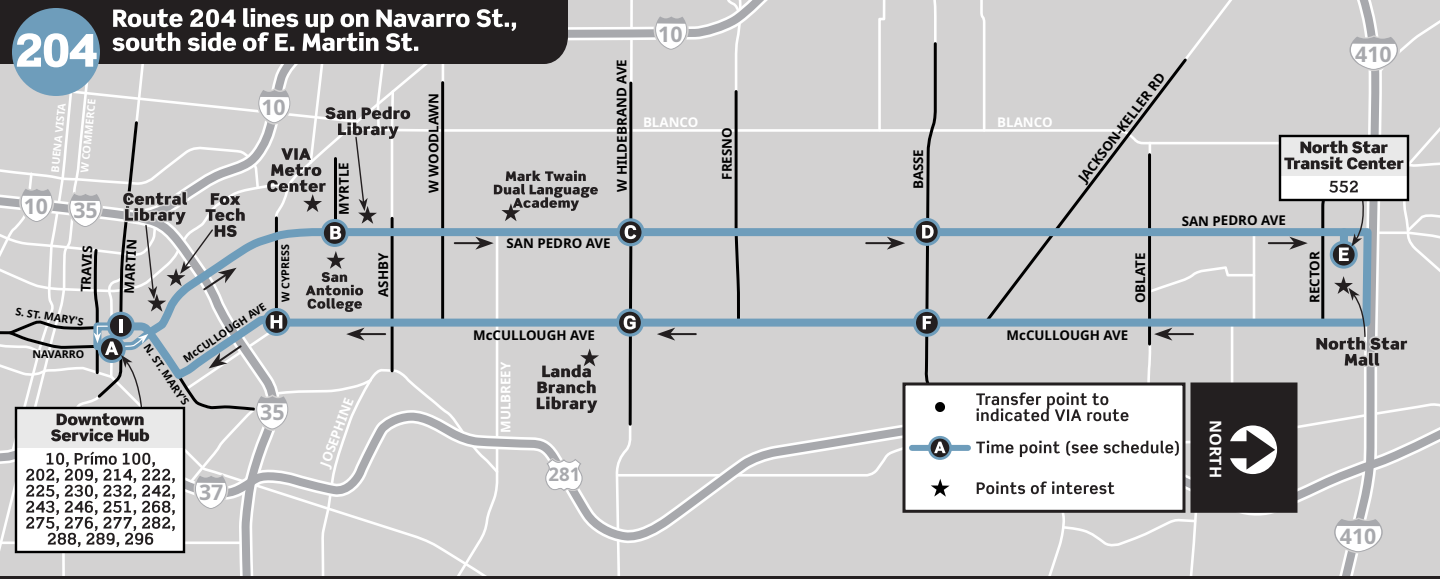 204
Route 204 lines up on Navarro St.,
south side of E. Martin St.
10
410
BUENA VISTA
W COMMERCE
10
San Pedro
Library
W WOODLAWN
W HILDEBRAND AVE
BLANCO
FRESNO
BASSE
BLANCO
JACKSON-KELLER RD
North Star
Transit Center
552
VIA
Metro
Center
MYRTLE
Mark Twain
Dual Language
Academy
10
35
Central
Library
Fox
Tech
HS
B
C
D
SAN PEDRO AVE
SAN PEDRO AVE
E
TRAVIS
MARTIN
W CYPRESS
San
Antonio
College
ASHBY
OBLATE
RECTOR
S. ST. MARY'S
NAVARRO
I
A
N. ST. MARY'S
McCULLOUGH AVE
H
McCULLOUGH AVE
G
F
McCULLOUGH AVE
North Star
Mall
Landa
Branch
Library
MULBREEY
JOSEPHINE
35
37
281
410
Downtown
Service Hub
10, Prímo 100,
202, 209, 214, 222,
225, 230, 232, 242,
243, 246, 251, 268,
275, 276, 277, 282,
288, 289, 296
Transfer point to
indicated VIA route
A
Time point (see schedule)
Points of interest
NORTH